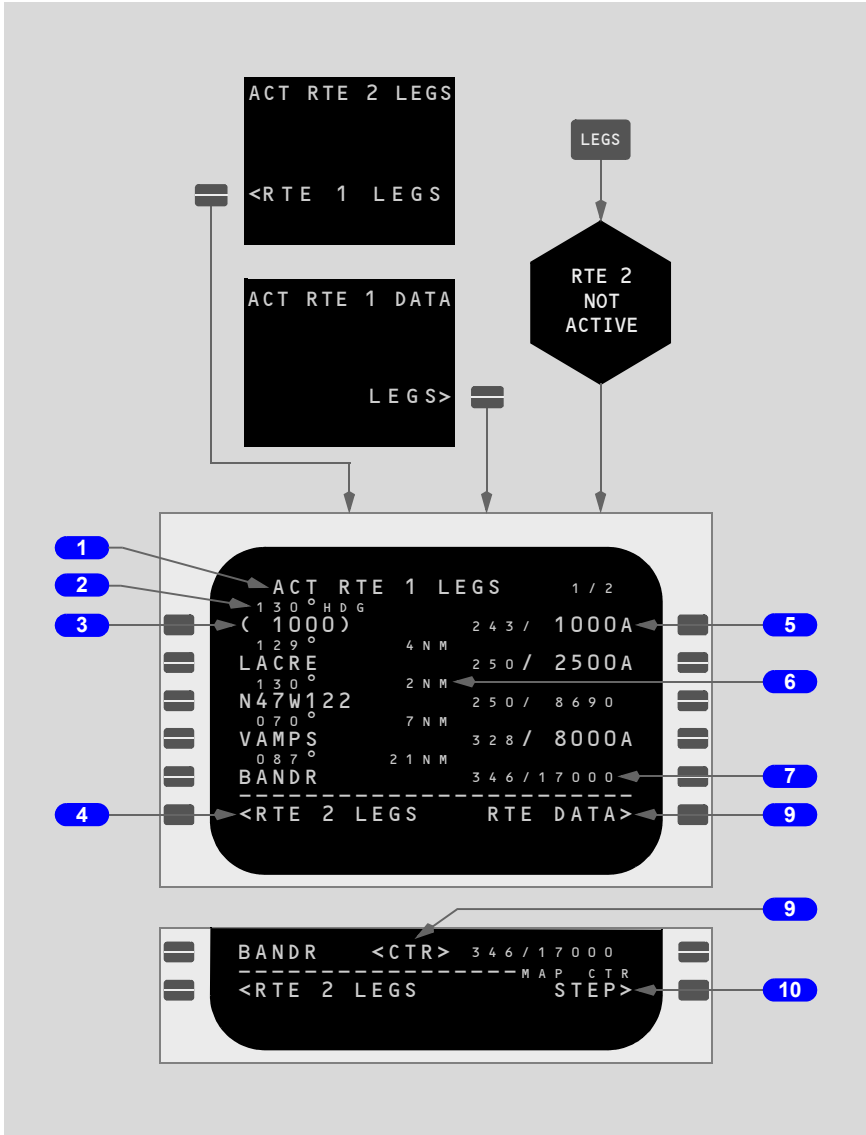 ACT RTE 2 LEGS
<RTE 1 LEGS
LEGS
RTE 2
NOT
ACTIVE
ACT RTE 1 DATA
LEGS>
1
2
3
4
ACT RTE 1 LEGS 1/2
130°HDG
( 1000) 243/ 1000A
129° 4NM
LACRE 250/ 2500A
130° 2NM
N47W122 250/ 8690
070° 7NM
VAMPS 328/ 8000A
087° 21NM
BANDR 346/17000
------------------------
<RTE 2 LEGS RTE DATA>
5
6
7
9
9
BANDR <CTR> 346/17000
-----------------MAP CTR
<RTE 2 LEGS STEP>
10